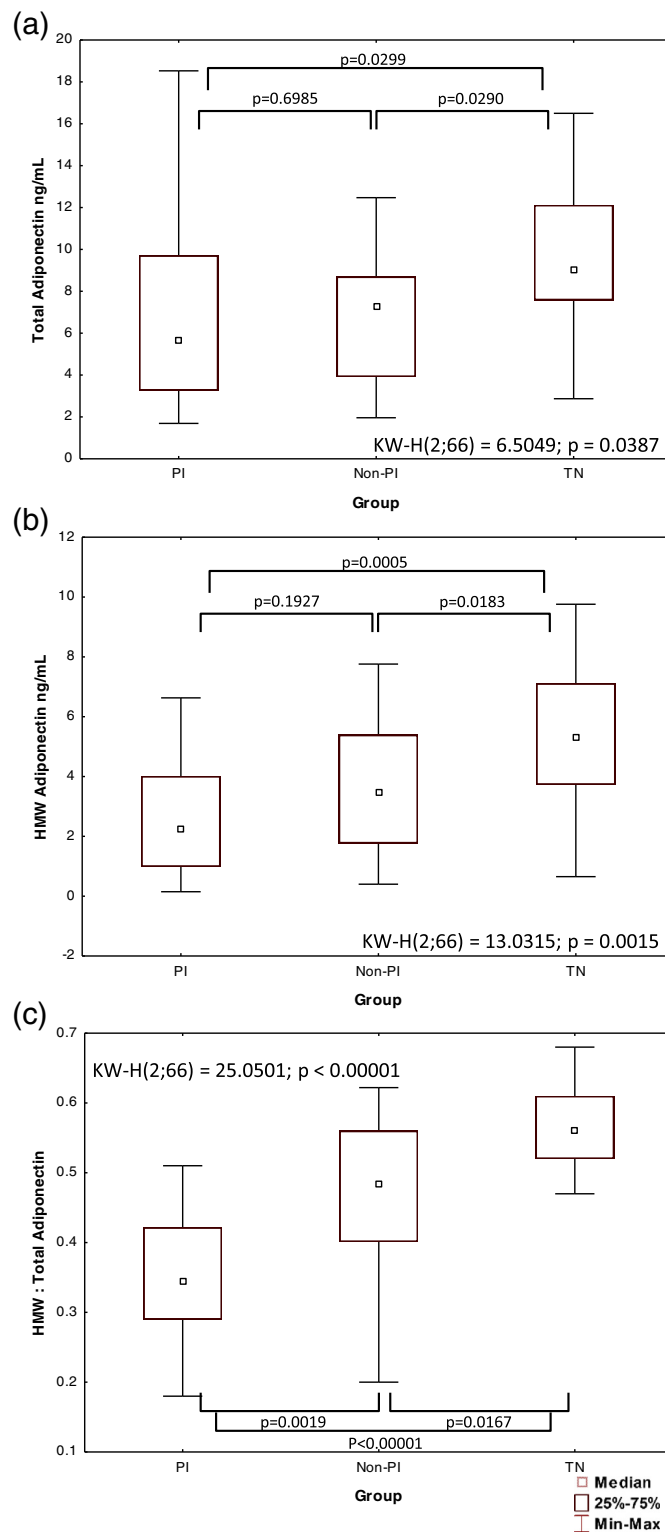 (a)
20
18
16
14
12
10
8
6
4
2
0
Total Adiponectin ng/mL
p=0.0299
p=0.6985 p=0.0290
KW-H(2;66) = 6.5049; p = 0.0387
PI Non-PI TN
Group
(b)
12
10
8
6
4
2
0
-2
HMW Adiponectin ng/mL
p=0.0005
p=0.1927 p=0.0183
KW-H(2;66) = 13.0315; p = 0.0015
PI Non-PI TN
Group
(c)
0.7
0.6
0.5
0.4
0.3
0.2
0.1
HMW : Total Adiponectin
KW-H(2;66) = 25.0501; p < 0.00001
p=0.0019 p=0.0167
P<0.00001
PI Non-PI TN
Group
Median
25%-75%
Min-Max